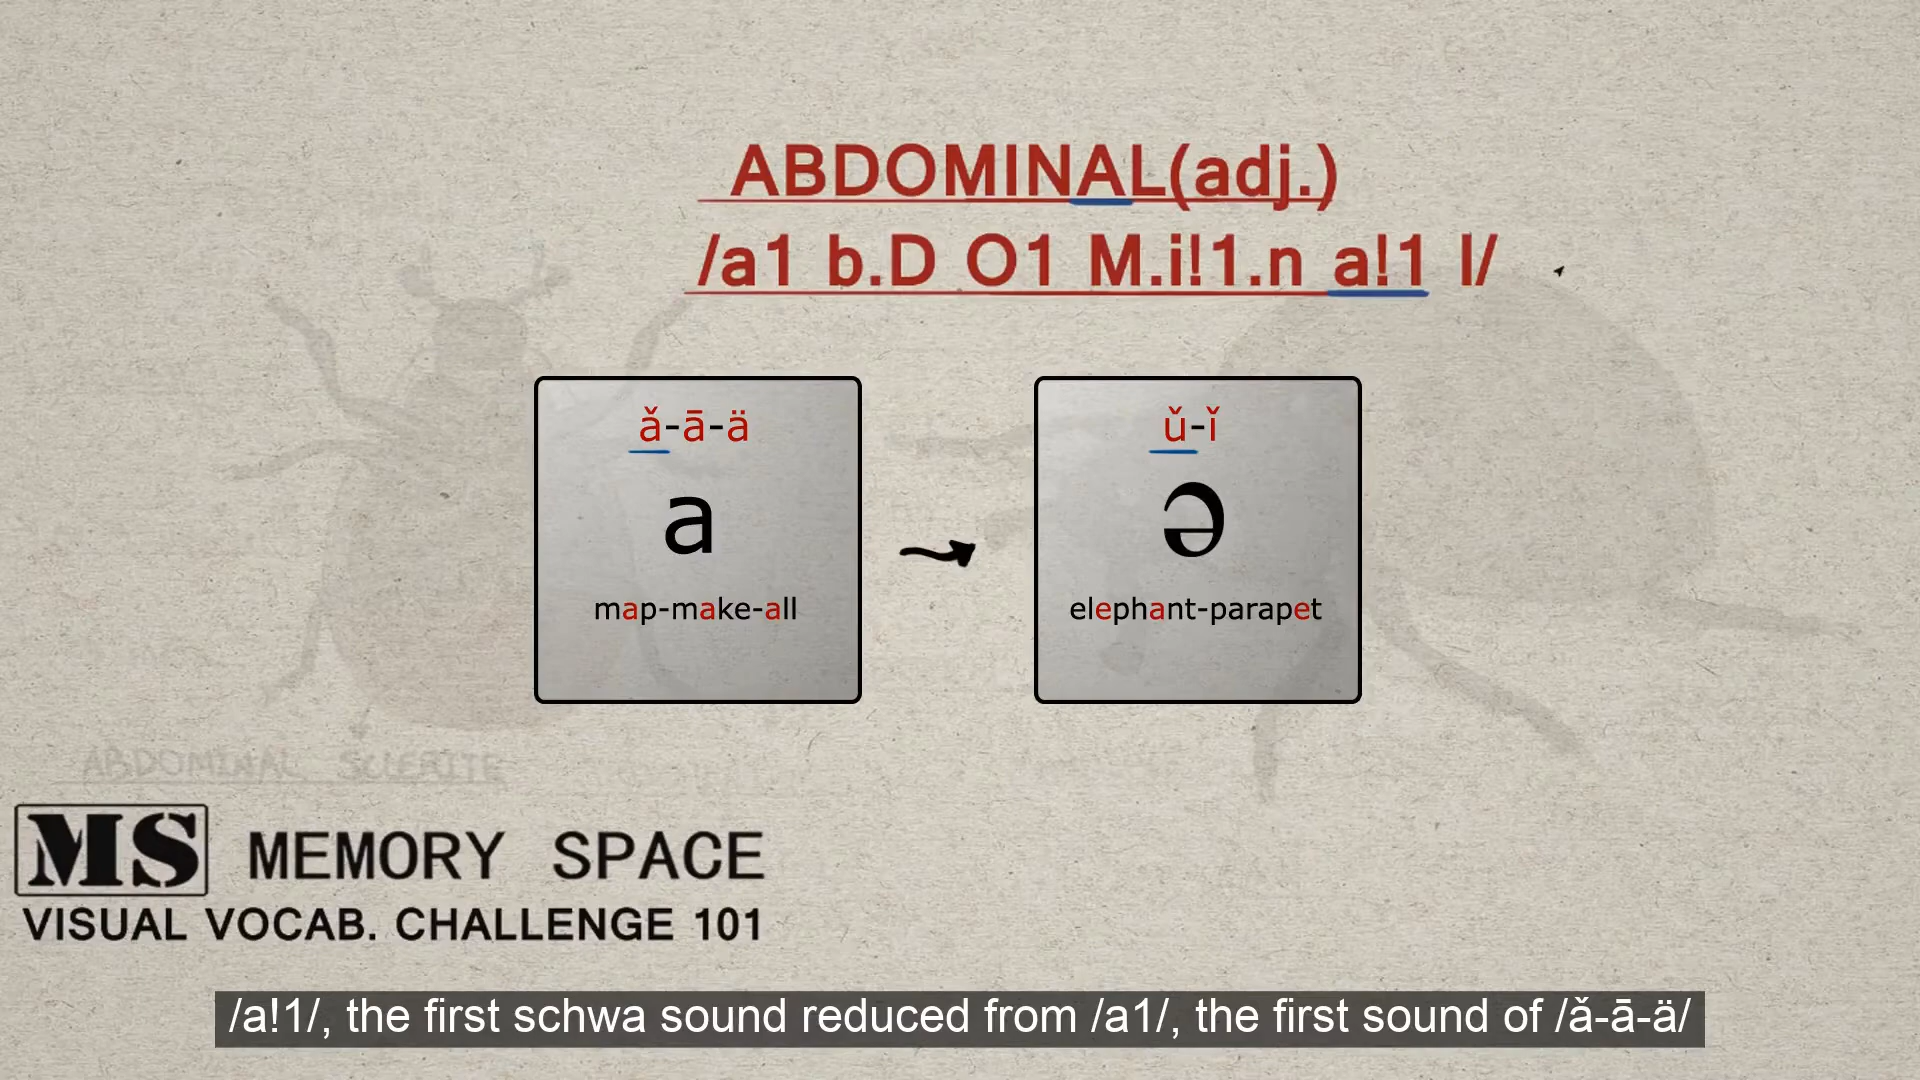 ABDOMINAL(adj.)
/a1 b.D O1 M.i!1.n a!1 l/
ǎ-ā-ä
a
map-make-all
ǔ-ǐ
ə
elephant-parapet
ABDOMINAL SCLERITE
MS MEMORY SPACE
VISUAL VOCAB. CHALLENGE 101
/a!1/, the first schwa sound reduced from /a1/, the first sound of /ǎ-ā-ä/